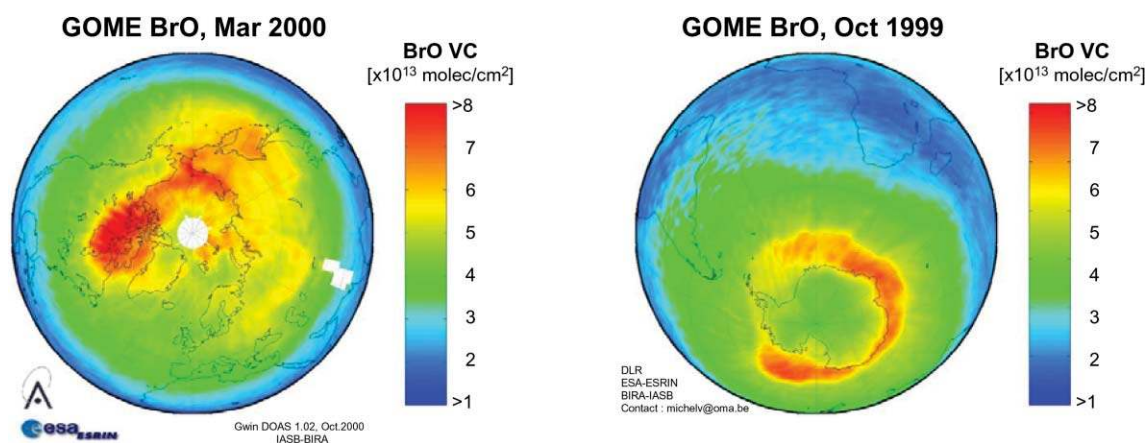 GOME BrO, Mar 2000
BrO VC
[x10¹³ molec/cm²]
>8
7
6
5
4
3
2
>1
esa ESRIN
Gwin DOAS 1.02, Oct.2000
IASB-BIRA
GOME BrO, Oct 1999
BrO VC
[x10¹³ molec/cm²]
>8
7
6
5
4
3
2
>1
DLR
ESA-ESRIN
BIRA-IASB
Contact : michelv@oma.be